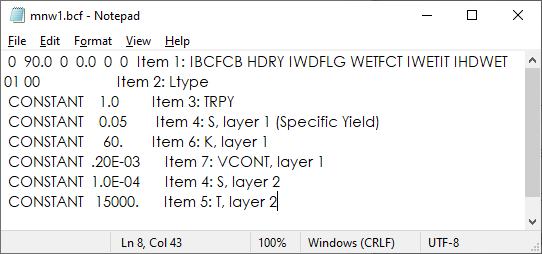 mnw1.bcf - Notepad
File Edit Format View Help
0 90.0 0 0.0 0 0 Item 1: IBCFCB HDRY IWDFLG WETFCT IWETIT IHDWET
01 00 Item 2: Ltype
CONSTANT 1.0 Item 3: TRPY
CONSTANT 0.05 Item 4: S, layer 1 (Specific Yield)
CONSTANT 60. Item 6: K, layer 1
CONSTANT .20E-03 Item 7: VCONT, layer 1
CONSTANT 1.0E-04 Item 4: S, layer 2
CONSTANT 15000. Item 5: T, layer 2
Ln 8, Col 43 100% Windows (CRLF) UTF-8